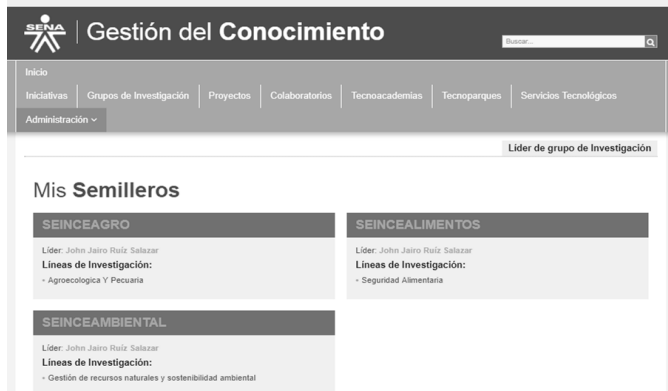 SENA
Gestión del Conocimiento
Buscar...
Inicio
Iniciativas Grupos de Investigación Proyectos Colaboratorios Tecnoacademias Tecnoparques Servicios Tecnológicos
Administración
Líder de grupo de Investigación
Mis Semilleros
SEINCEAGRO
Líder: John Jairo Ruíz Salazar
Líneas de Investigación:
- Agroecologica Y Pecuaria
SEINCEALIMENTOS
Líder: John Jairo Ruíz Salazar
Líneas de Investigación:
- Seguridad Alimentaria
SEINCEAMBIENTAL
Líder: John Jairo Ruíz Salazar
Líneas de Investigación:
- Gestión de recursos naturales y sostenibilidad ambiental